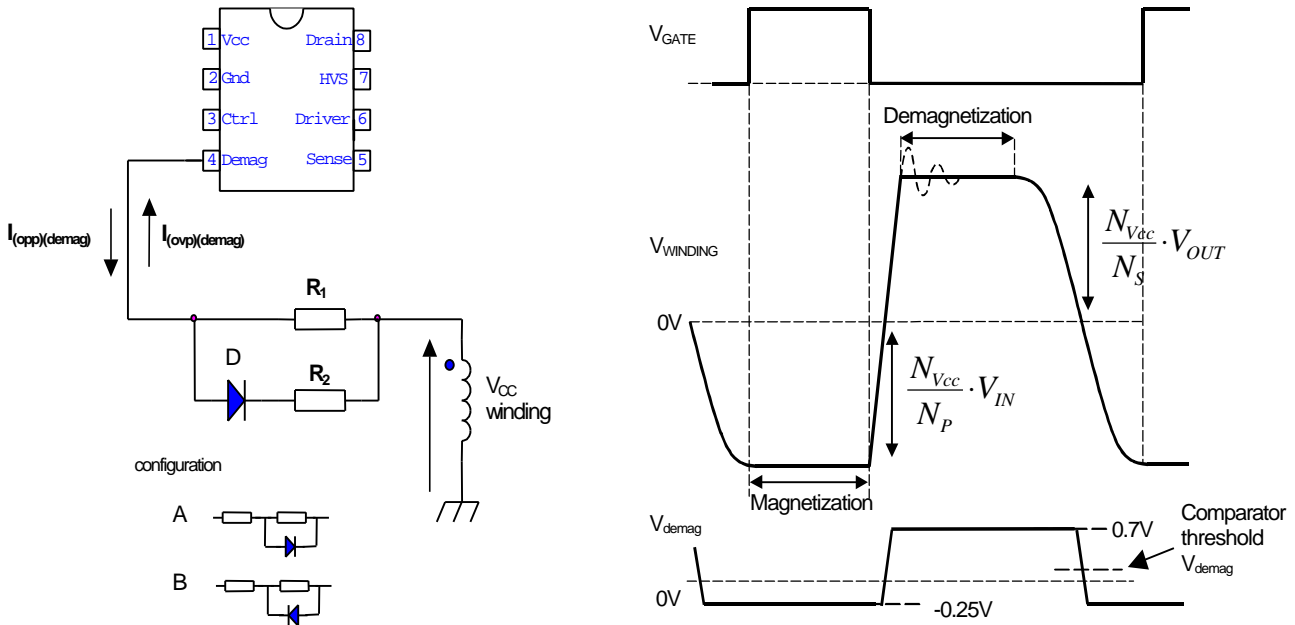 1 Vcc Drain 8
2 Gnd HVS 7
3 Ctrl Driver 6
4 Demag Sense 5
I(opp)(demag)
I(ovp)(demag)
R1
D
R2
VCC
winding
configuration
A
B
VGATE
Demagnetization
VWINDING
NVcc/NS · VOUT
0V
NVcc/NP · VIN
Magnetization
Vdemag
0.7V
Comparator
threshold
Vdemag
0V
-0.25V